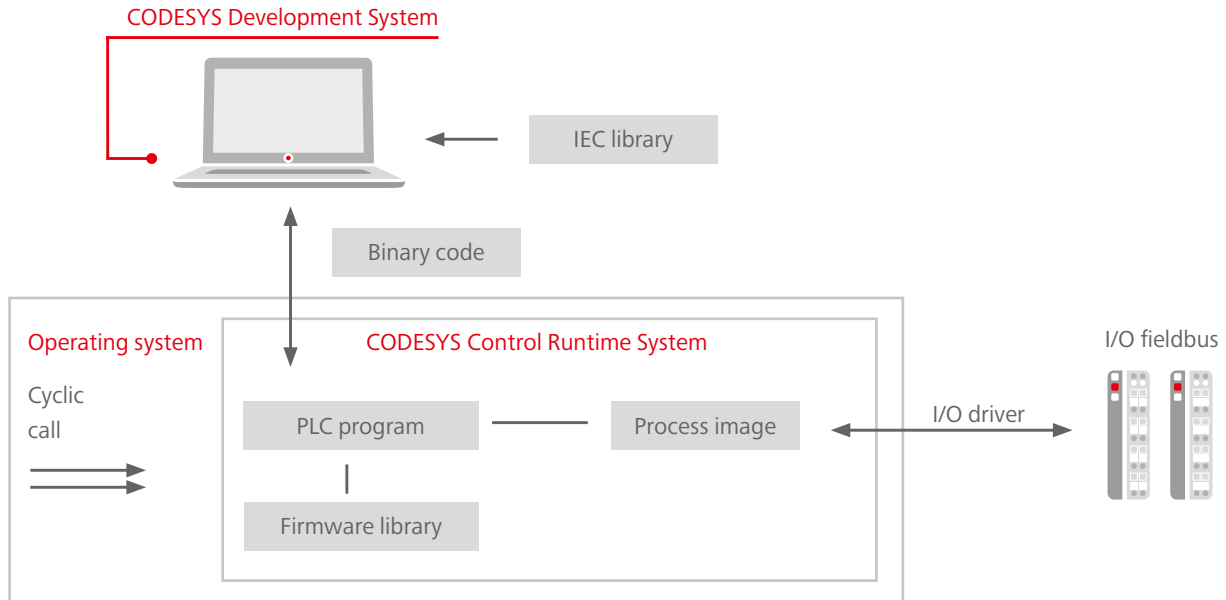 CODESYS Development System
IEC library
Binary code
Operating system
CODESYS Control Runtime System
I/O fieldbus
Cyclic
call
PLC program
Process image
I/O driver
Firmware library